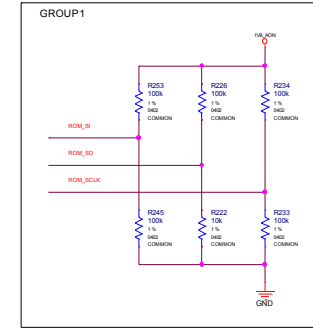 GROUP1
1V8_AON
R253
100k
1 %
0402
COMMON
R226
100k
1 %
0402
COMMON
R234
100k
1 %
0402
COMMON
ROM_SI
ROM_SO
ROM_SCLK
R245
100k
1 %
0402
COMMON
R222
10k
1 %
0402
COMMON
R233
100k
1 %
0402
COMMON
GND